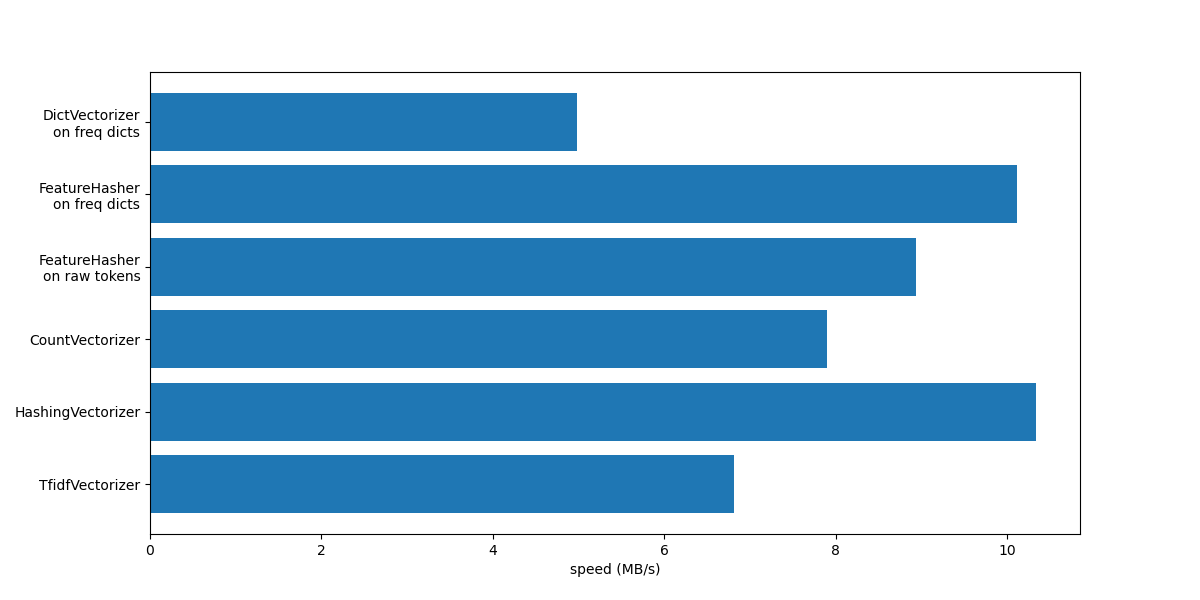 DictVectorizer
on freq dicts
FeatureHasher
on freq dicts
FeatureHasher
on raw tokens
CountVectorizer
HashingVectorizer
TfidfVectorizer
0 2 4 6 8 10
speed (MB/s)